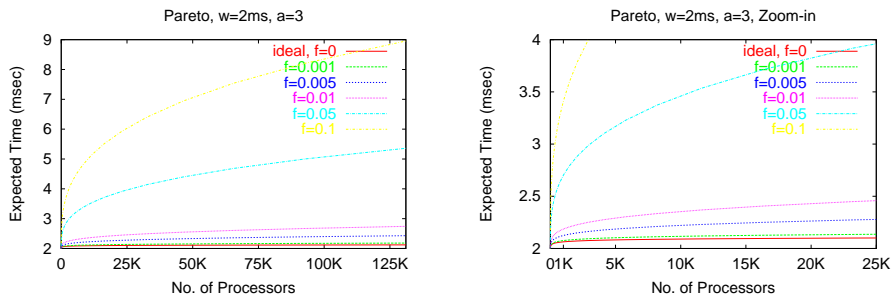 Pareto, w=2ms, a=3
Expected Time (msec)
9
8
7
6
5
4
3
2
0
25K
50K
75K
100K
125K
No. of Processors
ideal, f=0
f=0.001
f=0.005
f=0.01
f=0.05
f=0.1
Pareto, w=2ms, a=3, Zoom-in
Expected Time (msec)
4
3.5
3
2.5
2
01K
5K
10K
15K
20K
25K
No. of Processors
ideal, f=0
f=0.001
f=0.005
f=0.01
f=0.05
f=0.1